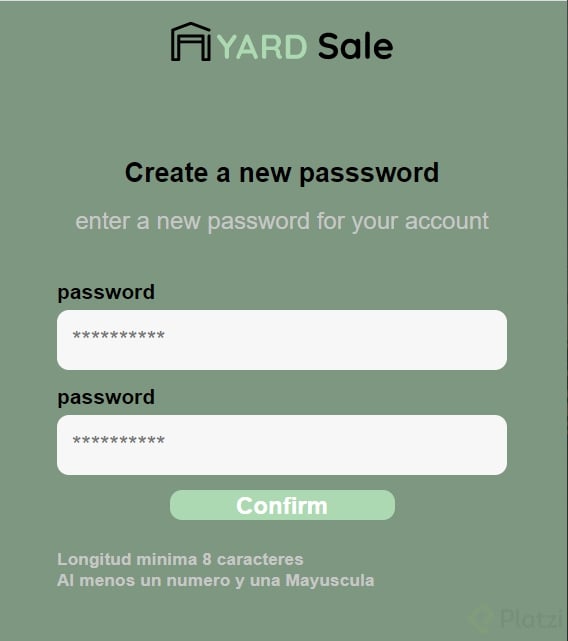 YARD Sale
Create a new passsword
enter a new password for your account
password
**********
password
**********
Confirm
Longitud minima 8 caracteres
Al menos un numero y una Mayuscula
Platzi